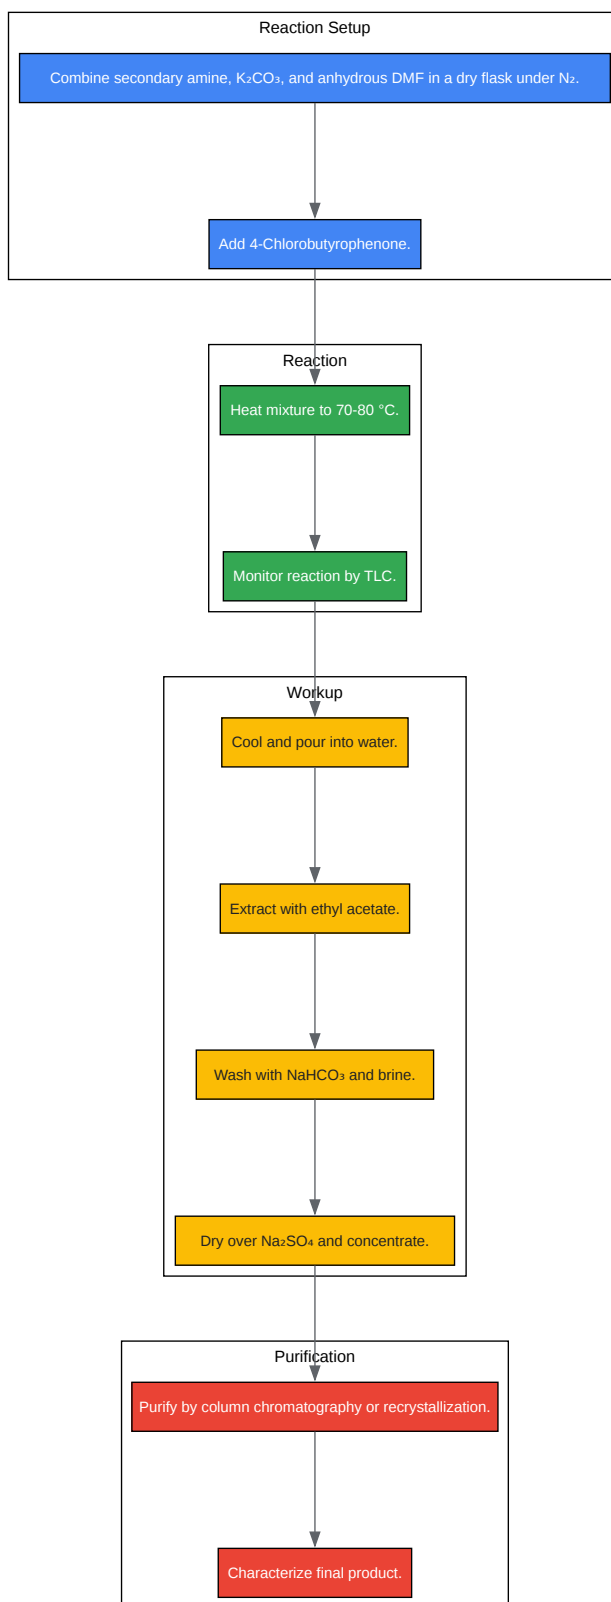 Reaction Setup
Combine secondary amine, K₂CO₃, and anhydrous DMF in a dry flask under N₂.
Add 4-Chlorobutyrophenone.
Reaction
Heat mixture to 70-80 °C.
Monitor reaction by TLC.
Workup
Cool and pour into water.
Extract with ethyl acetate.
Wash with NaHCO₃ and brine.
Dry over Na₂SO₄ and concentrate.
Purification
Purify by column chromatography or recrystallization.
Characterize final product.